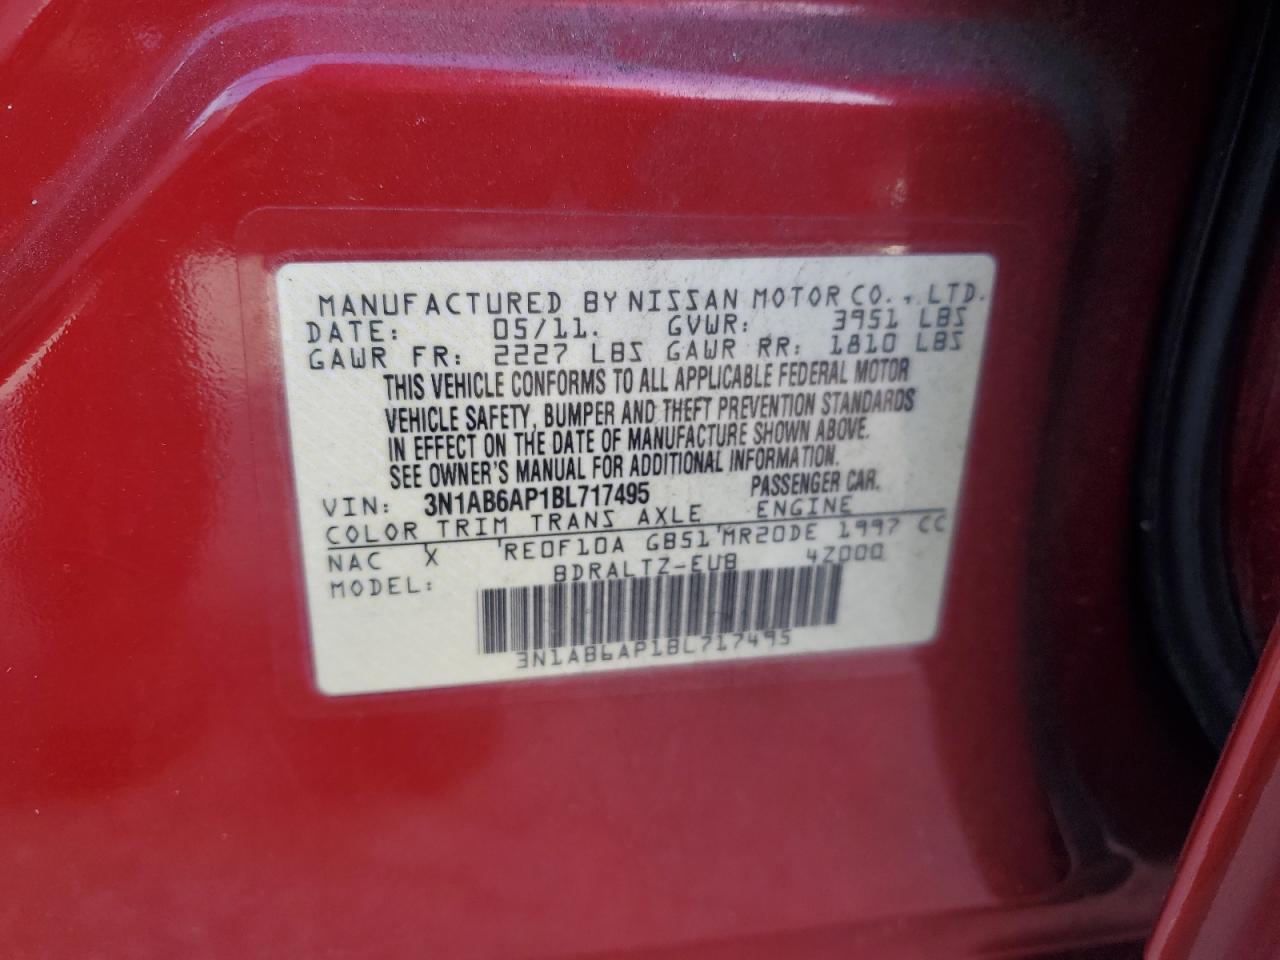 MANUFACTURED BY NISSAN MOTOR CO., LTD.
DATE: 05/11. GVWR: 3951 LBS
GAWR FR: 2227 LBS GAWR RR: 1810 LBS
THIS VEHICLE CONFORMS TO ALL APPLICABLE FEDERAL MOTOR
VEHICLE SAFETY, BUMPER AND THEFT PREVENTION STANDARDS
IN EFFECT ON THE DATE OF MANUFACTURE SHOWN ABOVE.
SEE OWNER'S MANUAL FOR ADDITIONAL INFORMATION.
VIN: 3N1AB6AP1BL717495 PASSENGER CAR.
COLOR TRIM TRANS AXLE ENGINE
NAC X RE0F10A GB51 MR20DE 1997 CC
MODEL: BDRALTZ-EUB 4Z000
3N1AB6AP1BL717495